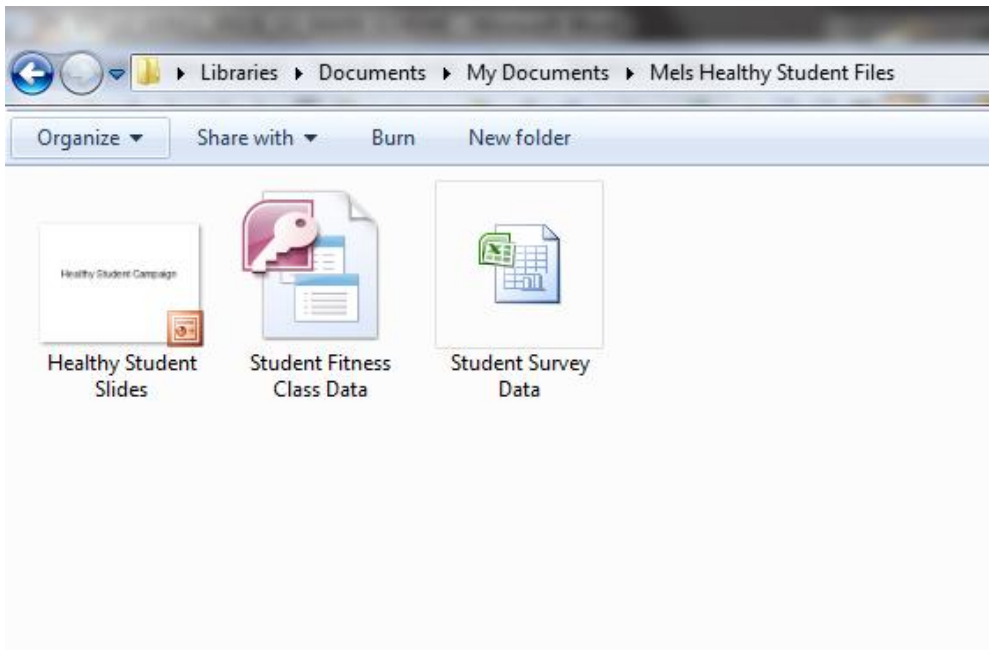 Libraries Documents My Documents Mels Healthy Student Files
Organize Share with Burn New folder
Healthy Student Campaign
Healthy Student
Slides
Student Fitness
Class Data
Student Survey
Data